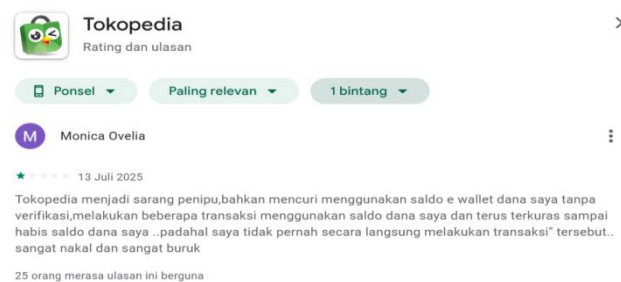 Tokopedia
Rating dan ulasan
Ponsel
Paling relevan
1 bintang
M
Monica Ovelia
13 Juli 2025
Tokopedia menjadi sarang penipu,bahkan mencuri menggunakan saldo e wallet dana saya tanpa
verifikasi,melakukan beberapa transaksi menggunakan saldo dana saya dan terus terkuras sampai
habis saldo dana saya ..padahal saya tidak pernah secara langsung melakukan transaksi" tersebut..
sangat nakal dan sangat buruk
25 orang merasa ulasan ini berguna